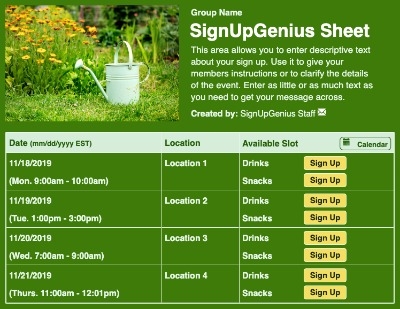 Group Name
SignUpGenius Sheet
This area allows you to enter descriptive text
about your sign up. Use it to give your
members instructions or to clarify the details
of the event. Enter as little or as much text as
you need to get your message across.
Created by: SignUpGenius Staff
Date (mm/dd/yyyy EST) Location Available Slot Calendar
11/18/2019 Location 1 Drinks Sign Up
(Mon. 9:00am - 10:00am) Snacks Sign Up
11/19/2019 Location 2 Drinks Sign Up
(Tue. 1:00pm - 3:00pm) Snacks Sign Up
11/20/2019 Location 3 Drinks Sign Up
(Wed. 7:00am - 9:00am) Snacks Sign Up
11/21/2019 Location 4 Drinks Sign Up
(Thurs. 11:00am - 12:01pm) Snacks Sign Up